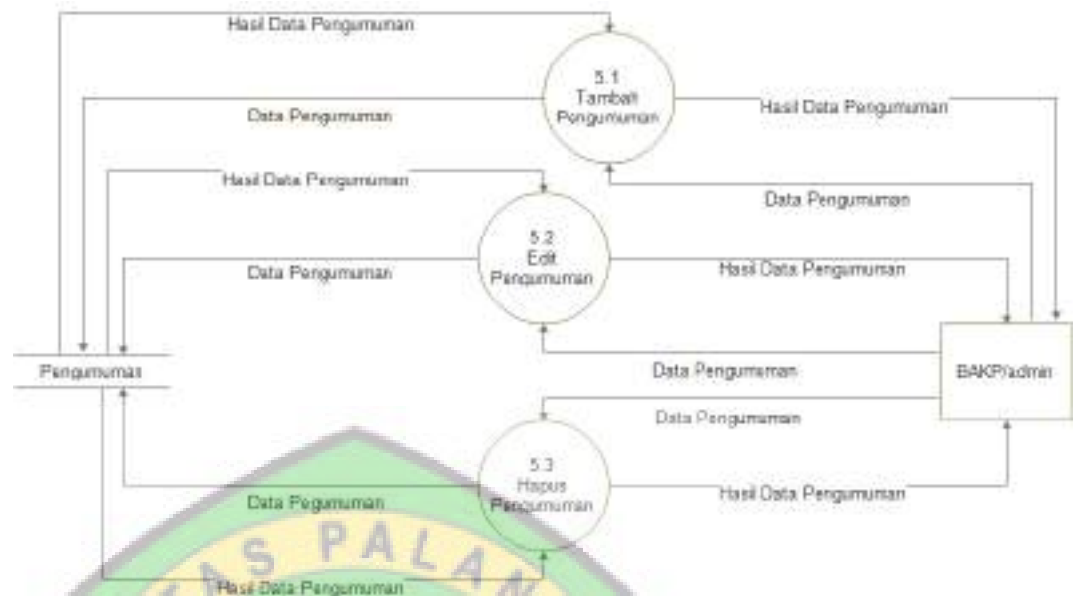 Hasil Data Pengumuman
5.1
Tambah
Pengumuman
Data Pengumuman
Hasil Data Pengumuman
Hasil Data Pengumuman
Data Pengumuman
5.2
Edit
Pengumuman
Data Pengumuman
Hasil Data Pengumuman
Pengumuman
Data Pengumuman
BAKP/admin
Data Pengumuman
5.3
Hapus
Pengumuman
Data Pegumuman
Hasil Data Pengumuman
Hasil Data Pengumuman
TAS PALAN